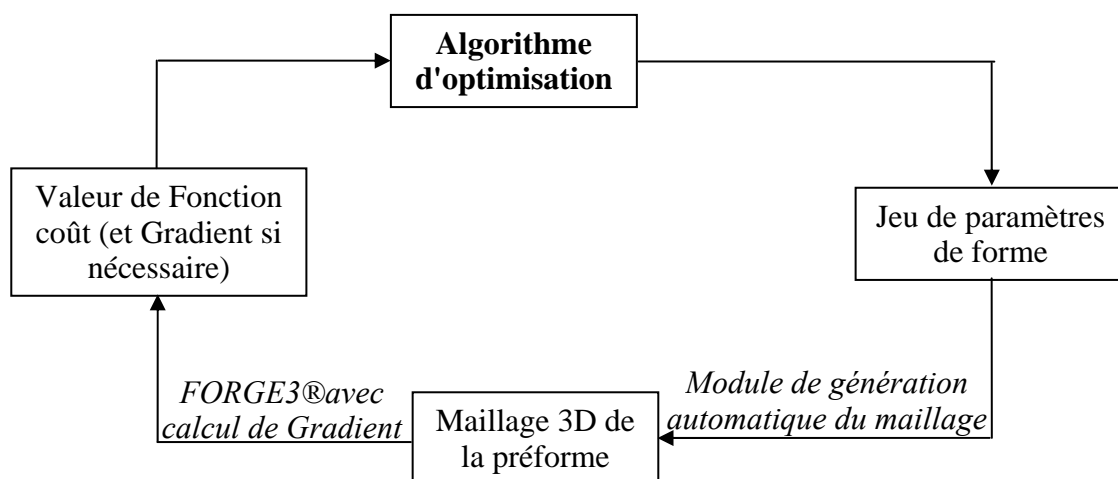 Algorithme
d'optimisation
Valeur de Fonction
coût (et Gradient si
nécessaire)
Jeu de paramètres
de forme
FORGE3®avec
calcul de Gradient
Module de génération
automatique du maillage
Maillage 3D de
la préforme